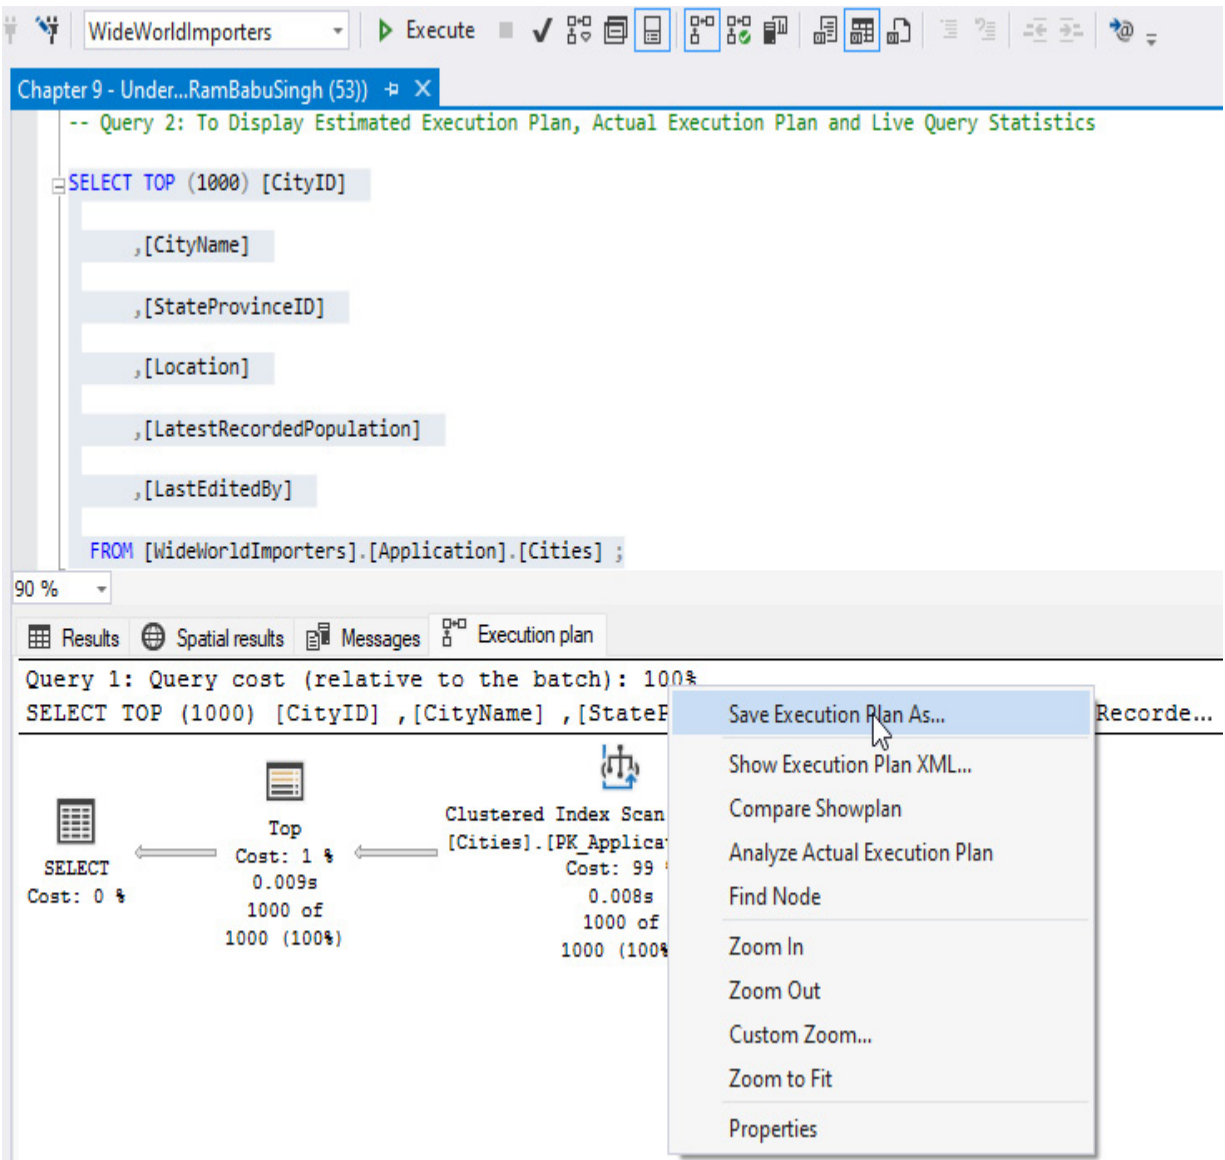 WideWorldImporters Execute
Chapter 9 - Under...RamBabuSingh (53))
-- Query 2: To Display Estimated Execution Plan, Actual Execution Plan and Live Query Statistics
SELECT TOP (1000) [CityID]
,[CityName]
,[StateProvinceID]
,[Location]
,[LatestRecordedPopulation]
,[LastEditedBy]
FROM [WideWorldImporters].[Application].[Cities] ;
90 %
Results Spatial results Messages Execution plan
Query 1: Query cost (relative to the batch): 100%
SELECT TOP (1000) [CityID] ,[CityName] ,[StateP Recorde...
SELECT
Cost: 0 %
Top
Cost: 1 %
0.009s
1000 of
1000 (100%)
Clustered Index Scan
[Cities].[PK_Applica
Cost: 99
0.008s
1000 of
1000 (100%
Save Execution Plan As...
Show Execution Plan XML...
Compare Showplan
Analyze Actual Execution Plan
Find Node
Zoom In
Zoom Out
Custom Zoom...
Zoom to Fit
Properties